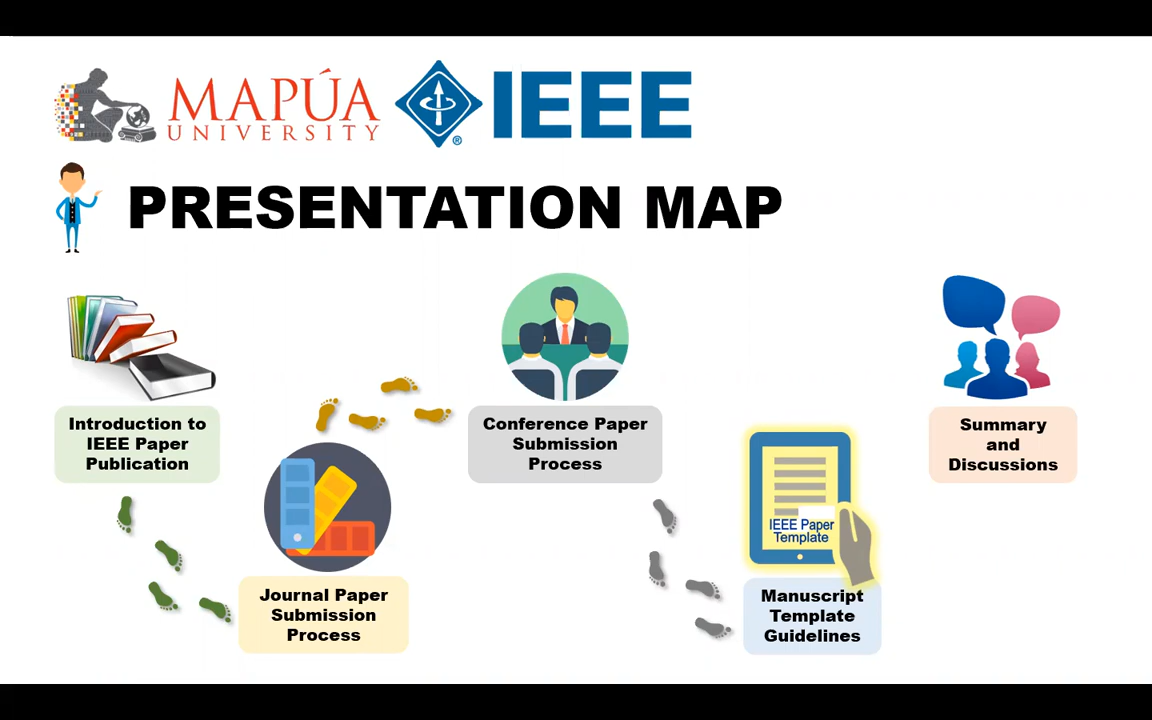 MAPÚA
UNIVERSITY
IEEE
®
PRESENTATION MAP
Introduction to
IEEE Paper
Publication
Journal Paper
Submission
Process
Conference Paper
Submission
Process
IEEE Paper
Template
Manuscript
Template
Guidelines
Summary
and
Discussions